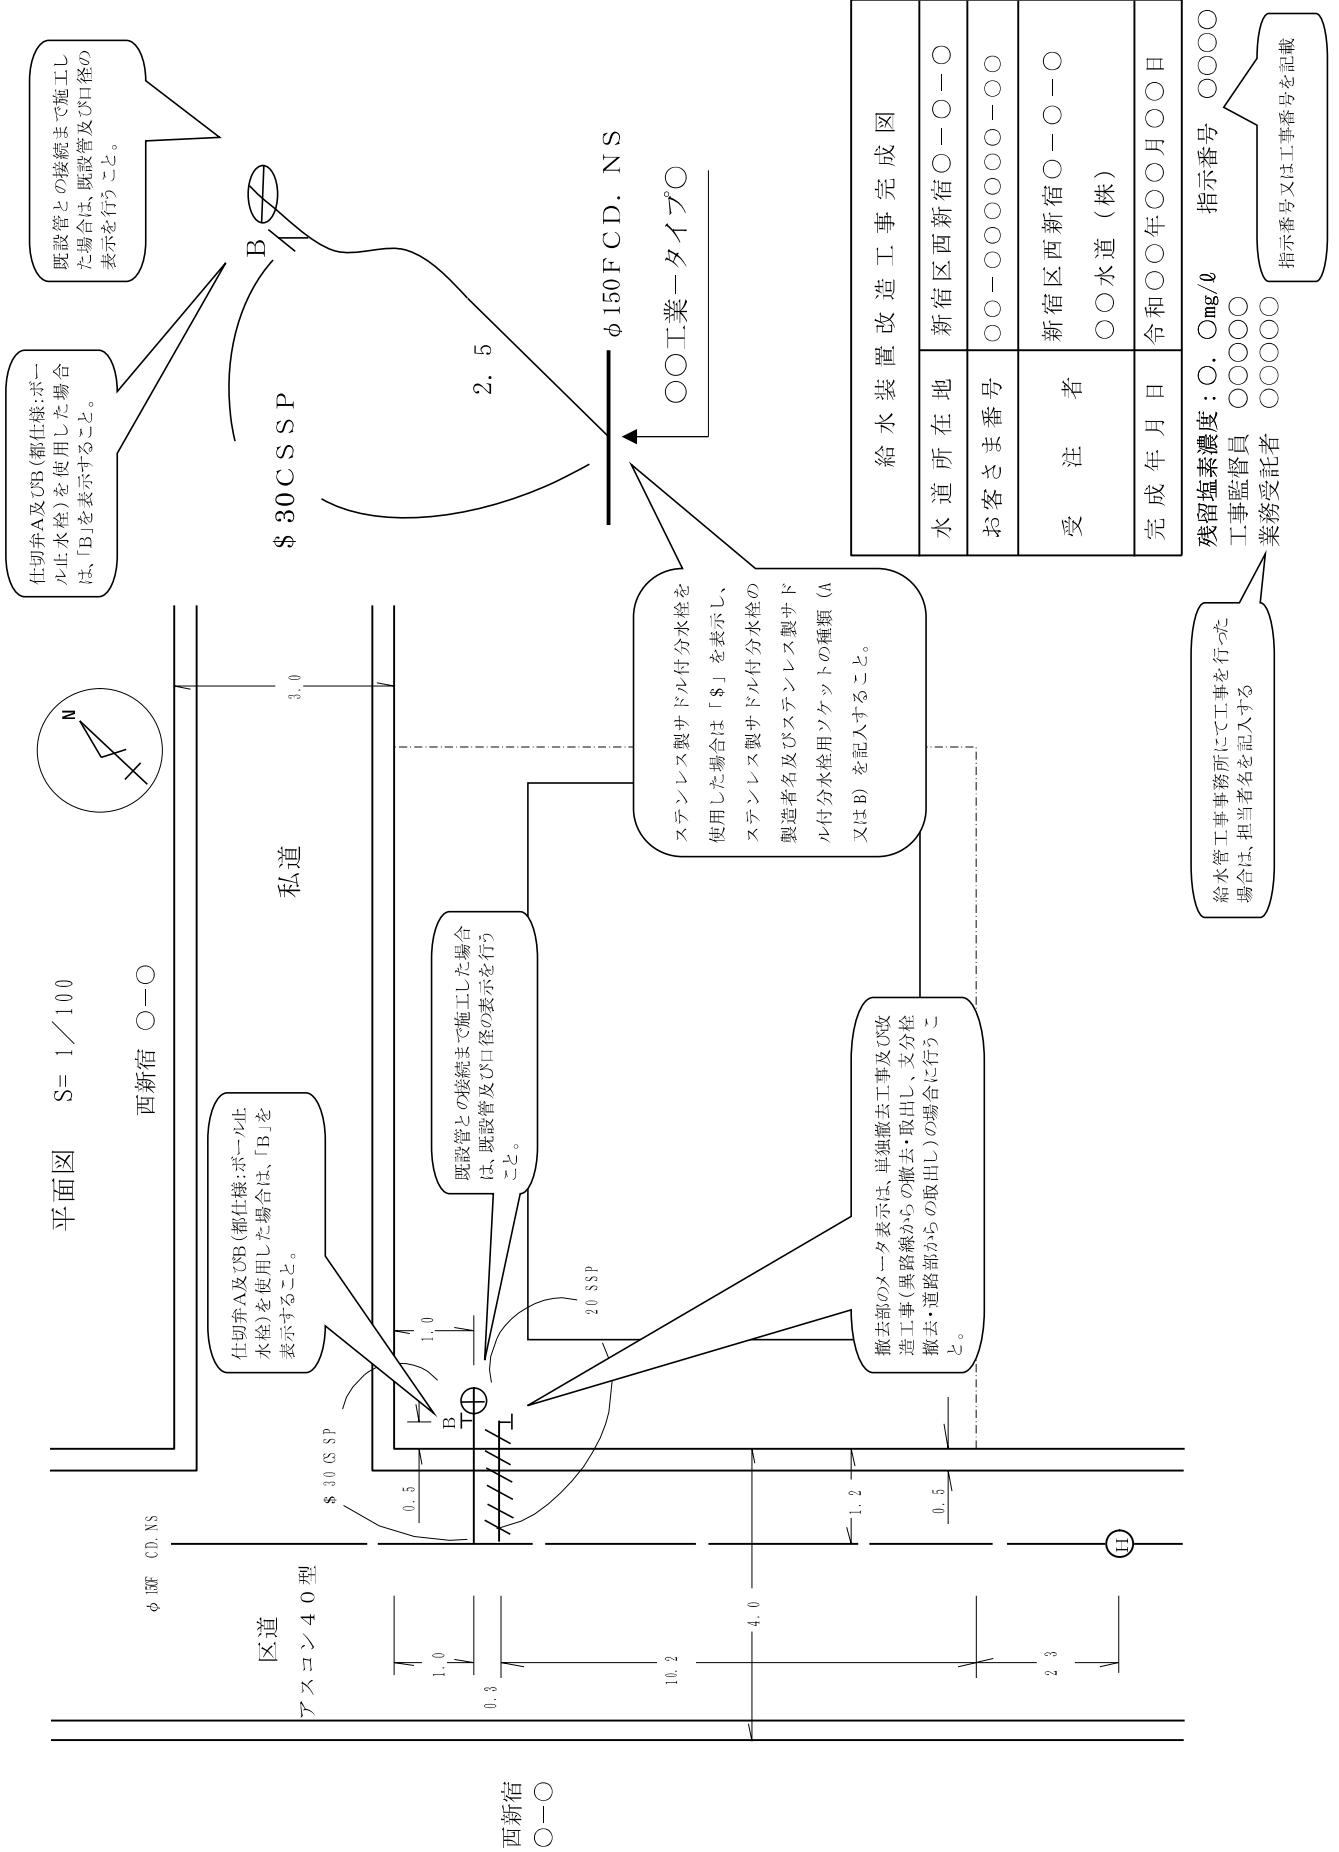 平面図　S= 1／100
西新宿　○－○
N
仕切弁A及びB(都仕様:ボー
ル止水栓)を使用した場合
は、「B」を表示すること。
既設管との接続まで施工し
た場合は、既設管及び口径の
表示を行うこと。
B
＄30CSSP
2. 5
φ150FCD. NS
○○工業－タイプ○
私道
3.0
仕切弁A及びB(都仕様:ボール止
水栓)を使用した場合は、「B」を
表示すること。
既設管との接続まで施工した場合
は、既設管及び口径の表示を行う
こと。
ステンレス製サドル付分水栓を
使用した場合は「＄」を表示し、
ステンレス製サドル付分水栓の
製造者名及びステンレス製サド
ル付分水栓用ソケットの種類（A
又はB）を記入すること。
撤去部のメータ表示は、単独撤去工事及び改
造工事(異路線からの撤去・取出し、支分栓
撤去・道路部からの取出し)の場合に行うこ
と。
φ150F CD.NS
区道
アスコン４０型
＄30CSSP
0.5
B
1.0
20 SSP
1.0
0.3
10.2
2 3
4.0
1.2
0.5
H
西新宿
○－○
給水装置改造工事完成図
水道所在地　新宿区西新宿○－○－○
お客さま番号　○○－○○○○○○－○○
受注者　新宿区西新宿○－○－○
○○水道（株）
完成年月日　令和○○年○○月○○日
残留塩素濃度：○. ○mg/ℓ　指示番号　○○○○
工事監督員　○○○○○
業務受託者　○○○○○
指示番号又は工事番号を記載
給水管工事事務所にて工事を行った
場合は、担当者名を記入する